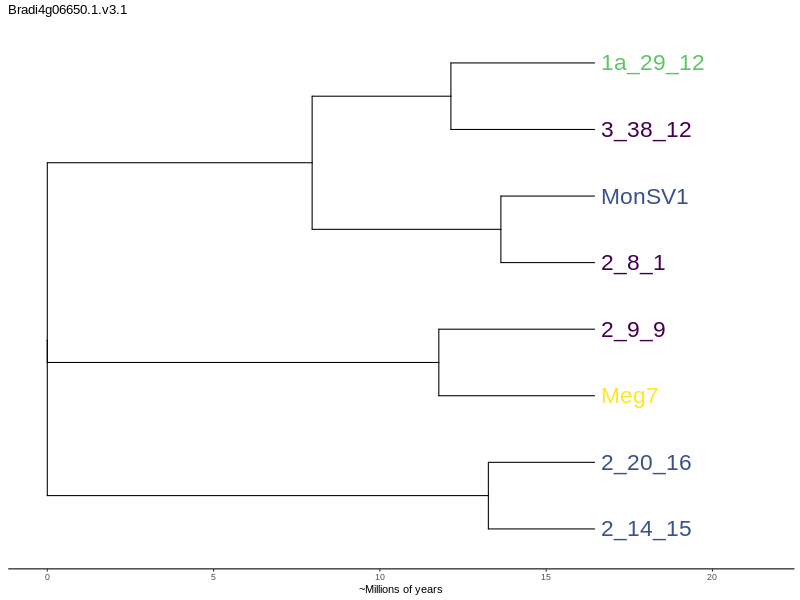 Bradi4g06650.1.v3.1
1a_29_12
3_38_12
MonSV1
2_8_1
2_9_9
Meg7
2_20_16
2_14_15
0 5 10 15 20
~Millions of years